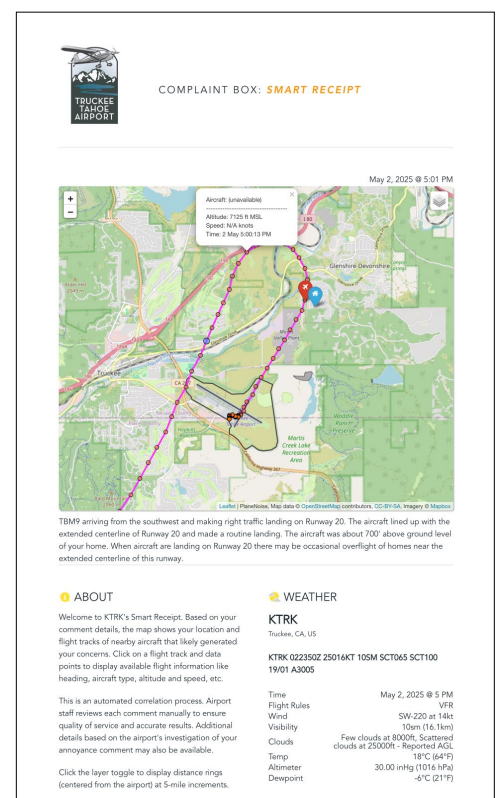 TRUCKEE
TAHOE
AIRPORT
COMPLAINT BOX: SMART RECEIPT
May 2, 2025 @ 5:01 PM
+
−
Aircraft: (unavailable)
Altitude: 7125 ft MSL
Speed: N/A knots
Time: 2 May 5:00:13 PM
×
I 80
Glenshire-Devonshire
Truckee
CA 2
Martis
Creek Lake
Recreation
Area
Waddle
Ranch
Preserve
Leaflet | PlaneNoise, Map data © OpenStreetMap contributors, CC-BY-SA, Imagery © Mapbox
TBM9 arriving from the southwest and making right traffic landing on Runway 20. The aircraft lined up with the
extended centerline of Runway 20 and made a routine landing. The aircraft was about 700' above ground level
of your home. When aircraft are landing on Runway 20 there may be occasional overflight of homes near the
extended centerline of this runway.
ABOUT
Welcome to KTRK's Smart Receipt. Based on your
comment details, the map shows your location and
flight tracks of nearby aircraft that likely generated
your concerns. Click on a flight track and data
points to display available flight information like
heading, aircraft type, altitude and speed, etc.
This is an automated correlation process. Airport
staff reviews each comment manually to ensure
quality of service and accurate results. Additional
details based on the airport's investigation of your
annoyance comment may also be available.
Click the layer toggle to display distance rings
(centered from the airport) at 5-mile increments.
WEATHER
KTRK
Truckee, CA, US
KTRK 022350Z 25016KT 10SM SCT065 SCT100
19/01 A3005
Time May 2, 2025 @ 5 PM
Flight Rules VFR
Wind SW-220 at 14kt
Visibility 10sm (16.1km)
Clouds Few clouds at 8000ft, Scattered
clouds at 25000ft - Reported AGL
Temp 18°C (64°F)
Altimeter 30.00 inHg (1016 hPa)
Dewpoint -6°C (21°F)